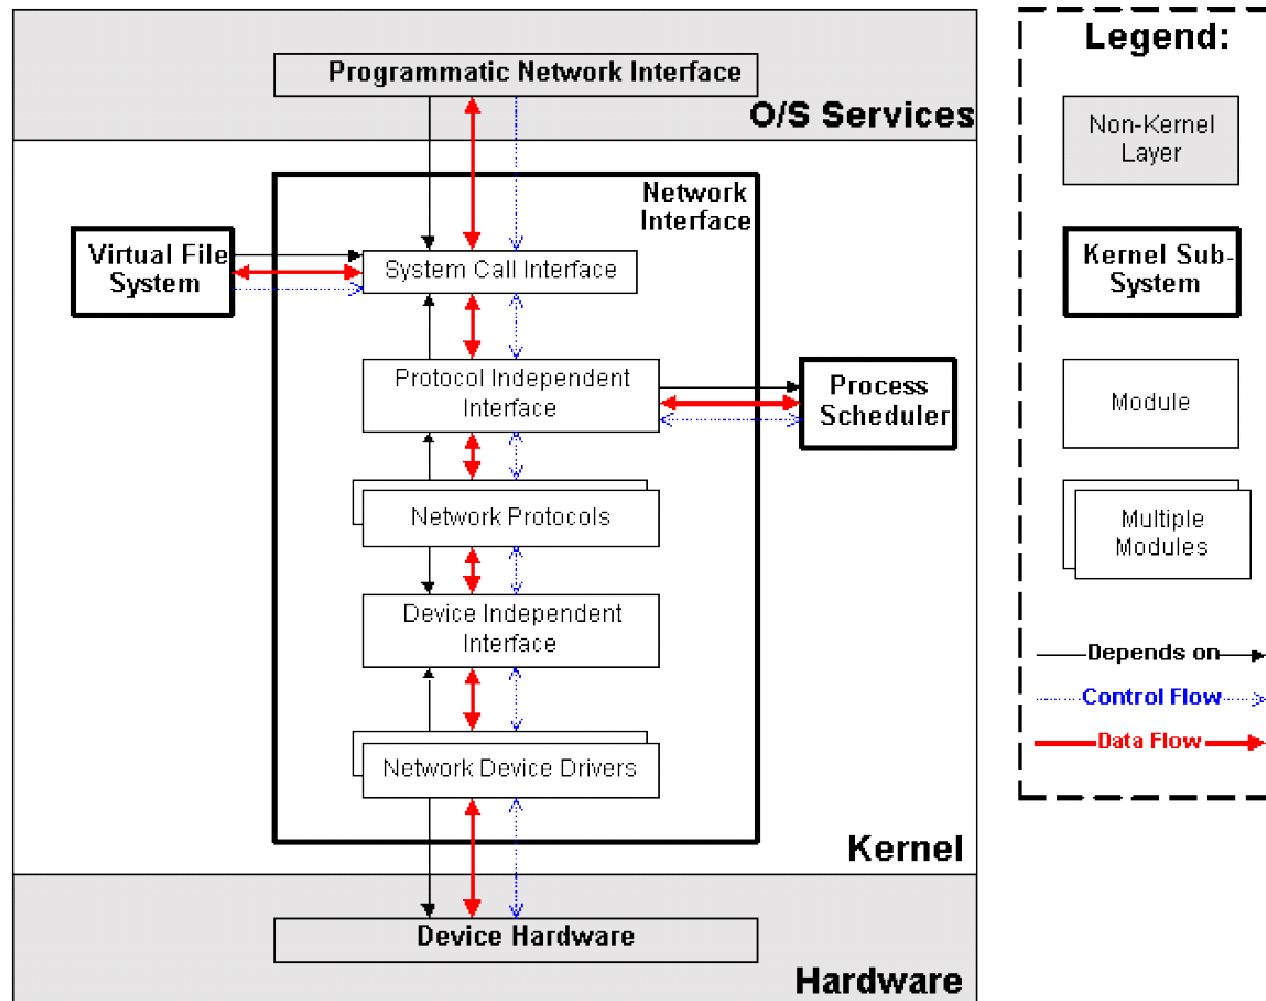 Programmatic Network Interface
O/S Services
Network
Interface
Virtual File
System
System Call Interface
Protocol Independent
Interface
Process
Scheduler
Network Protocols
Device Independent
Interface
Network Device Drivers
Kernel
Device Hardware
Hardware
Legend:
Non-Kernel
Layer
Kernel Sub-
System
Module
Multiple
Modules
Depends on
Control Flow
Data Flow